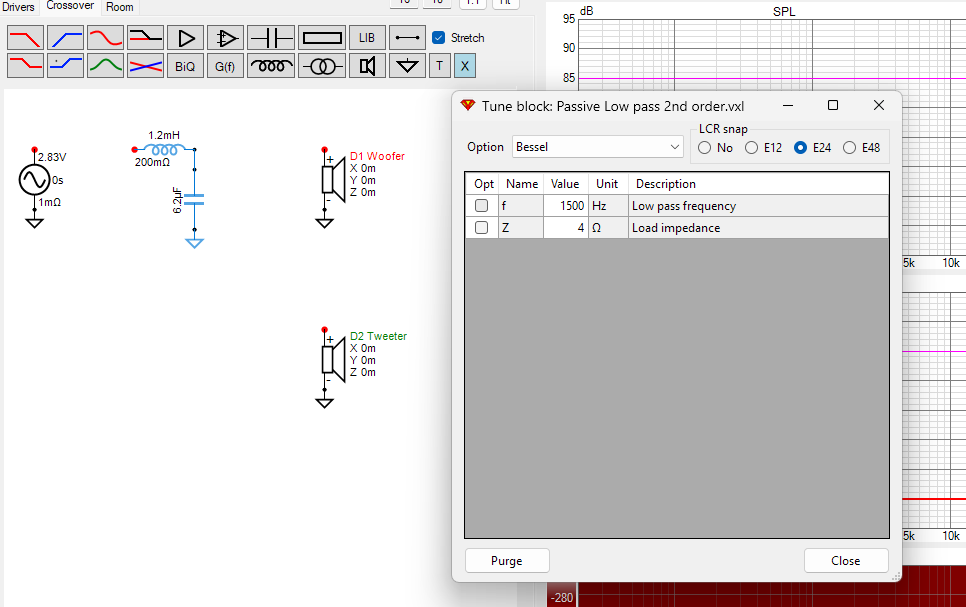 Drivers Crossover Room
LIB
Stretch
BiQ G(f) T X
1.2mH
200mΩ
6.2µF
2.83V
0s
1mΩ
D1 Woofer
X 0m
Y 0m
Z 0m
D2 Tweeter
X 0m
Y 0m
Z 0m
dB SPL
95
90
85
Tune block: Passive Low pass 2nd order.vxl
Option Bessel
LCR snap
No E12 E24 E48
Opt Name Value Unit Description
f 1500 Hz Low pass frequency
Z 4 Ω Load impedance
Purge Close
5k 10k
5k 10k
-280